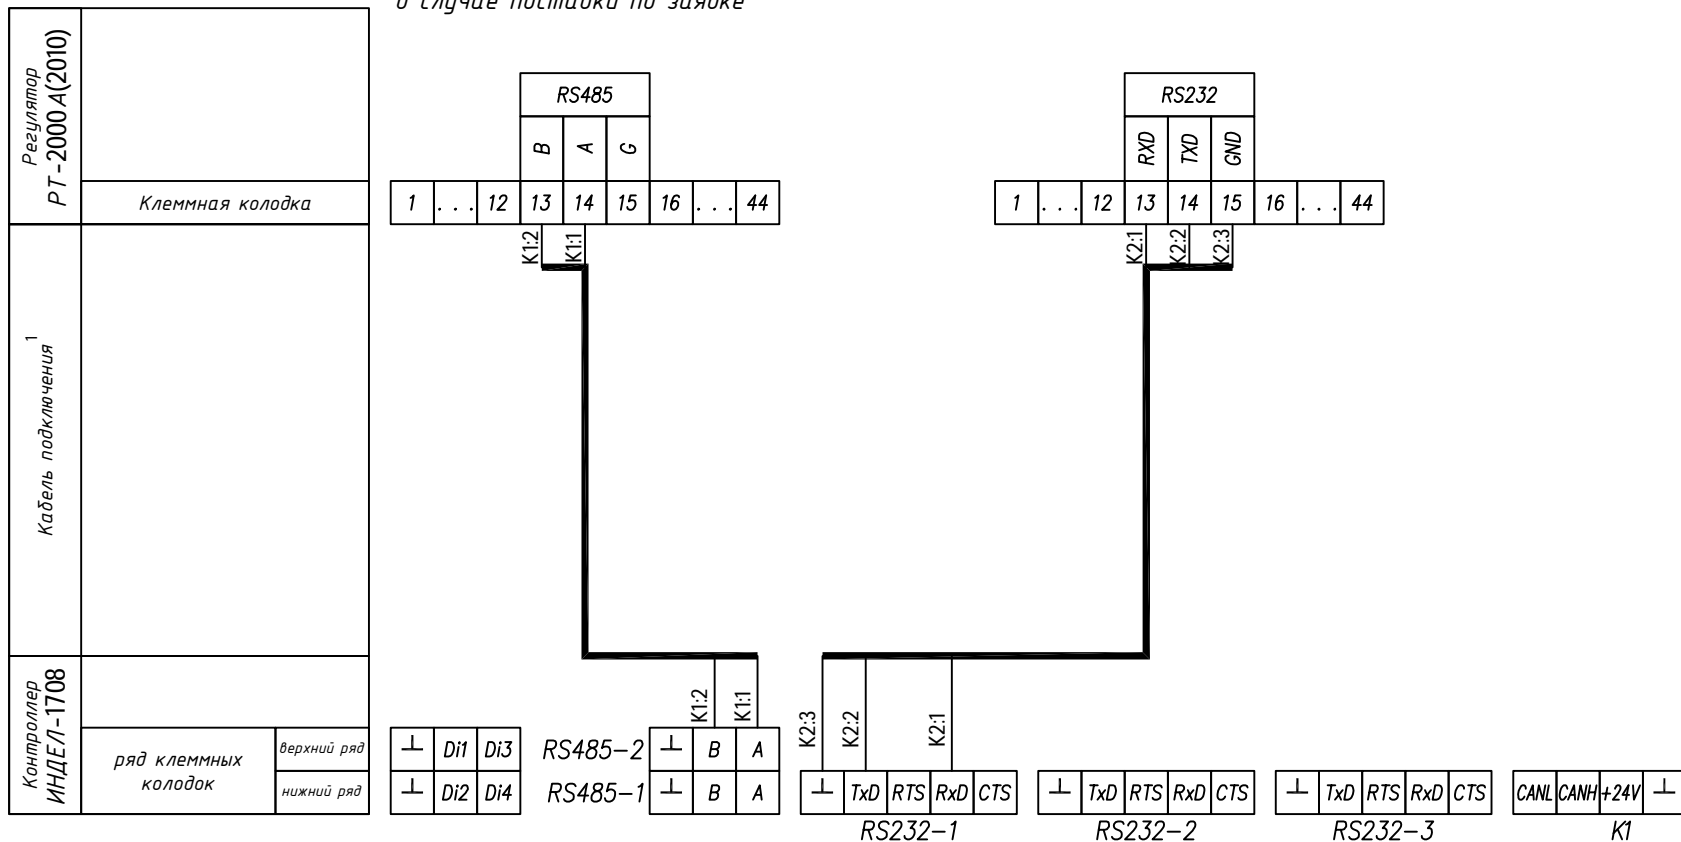 в случае поставки по заявке
Регулятор
РТ-2000 А(2010)
Клеммная колодка
RS485
B A G
1 ... 12 13 14 15 16 ... 44
K1:2 K1:1
RS232
RXD TXD GND
1 ... 12 13 14 15 16 ... 44
K2:1 K2:2 K2:3
Кабель подключения 1
Контроллер
ИНДЕЛ-1708
ряд клеммных
колодок
верхний ряд
нижний ряд
K1:2 K1:1
K2:3 K2:2 K2:1
⊥ Di1 Di3 RS485-2 ⊥ B A
⊥ Di2 Di4 RS485-1 ⊥ B A
⊥ TxD RTS RxD CTS
RS232-1
⊥ TxD RTS RxD CTS
RS232-2
⊥ TxD RTS RxD CTS
RS232-3
CANL CANH +24V ⊥
K1